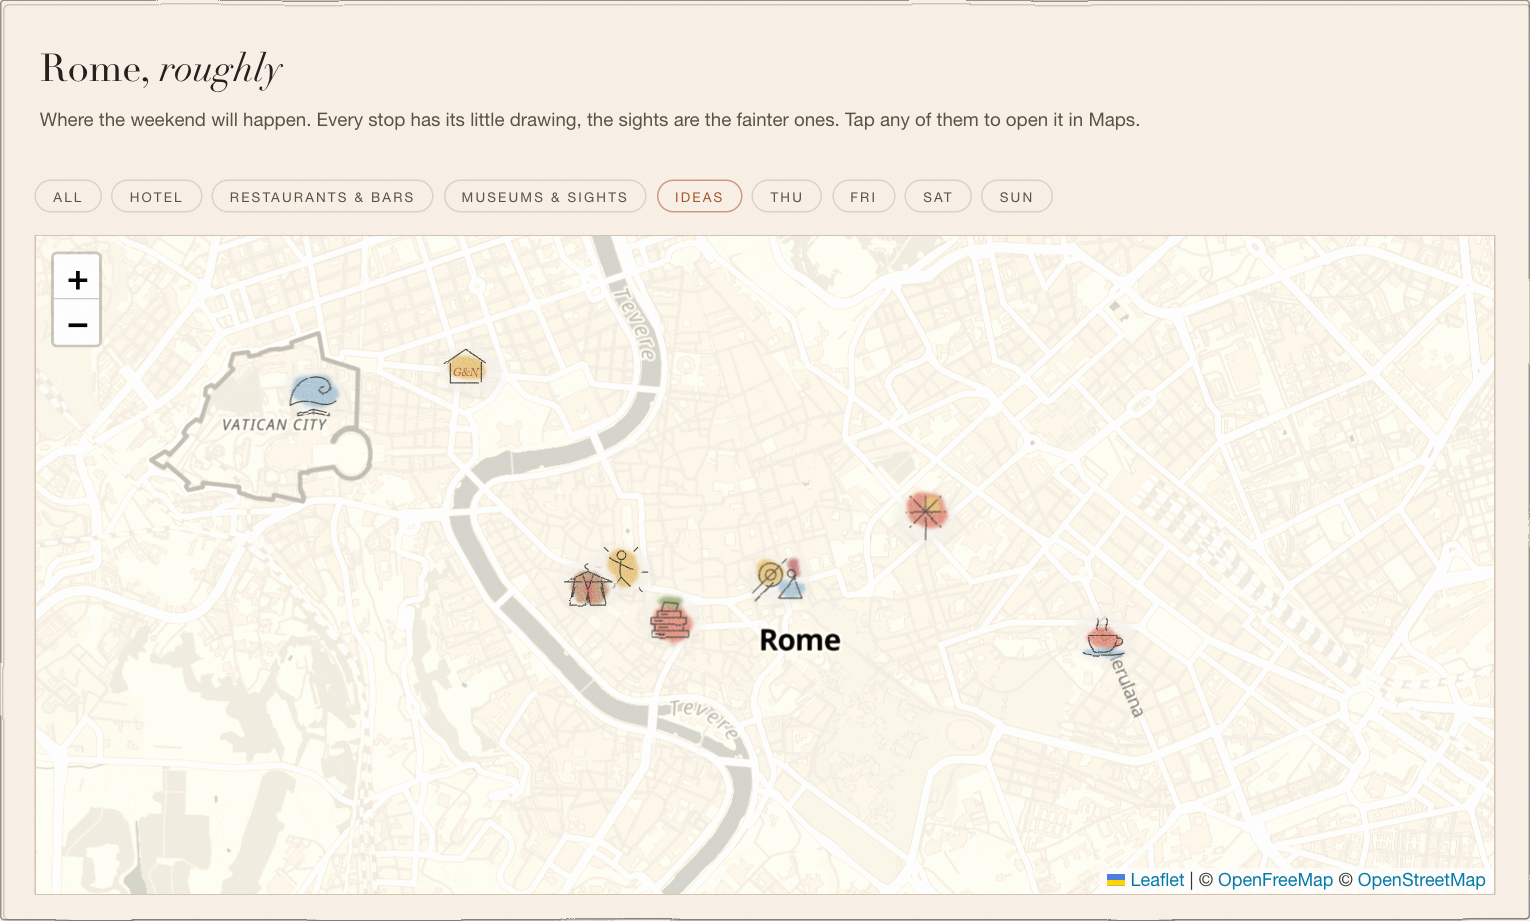 Rome, roughly
Where the weekend will happen. Every stop has its little drawing, the sights are the fainter ones. Tap any of them to open it in Maps.
ALL
HOTEL
RESTAURANTS & BARS
MUSEUMS & SIGHTS
IDEAS
THU
FRI
SAT
SUN
+
−
Tevere
G&N
VATICAN CITY
Rome
erulana
Tevere
Leaflet | © OpenFreeMap © OpenStreetMap